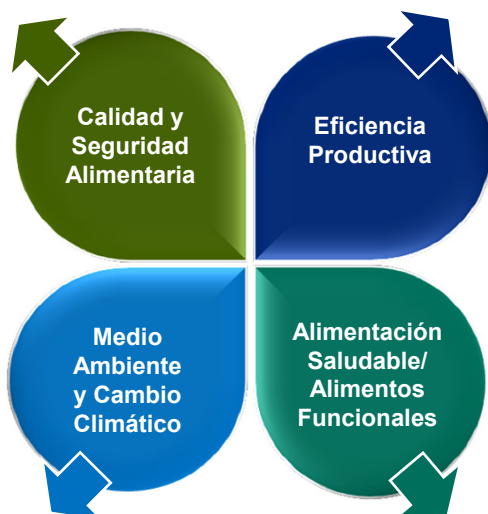 Calidad y
Seguridad
Alimentaria
Eficiencia
Productiva
Medio
Ambiente
y Cambio
Climático
Alimentación
Saludable/
Alimentos
Funcionales